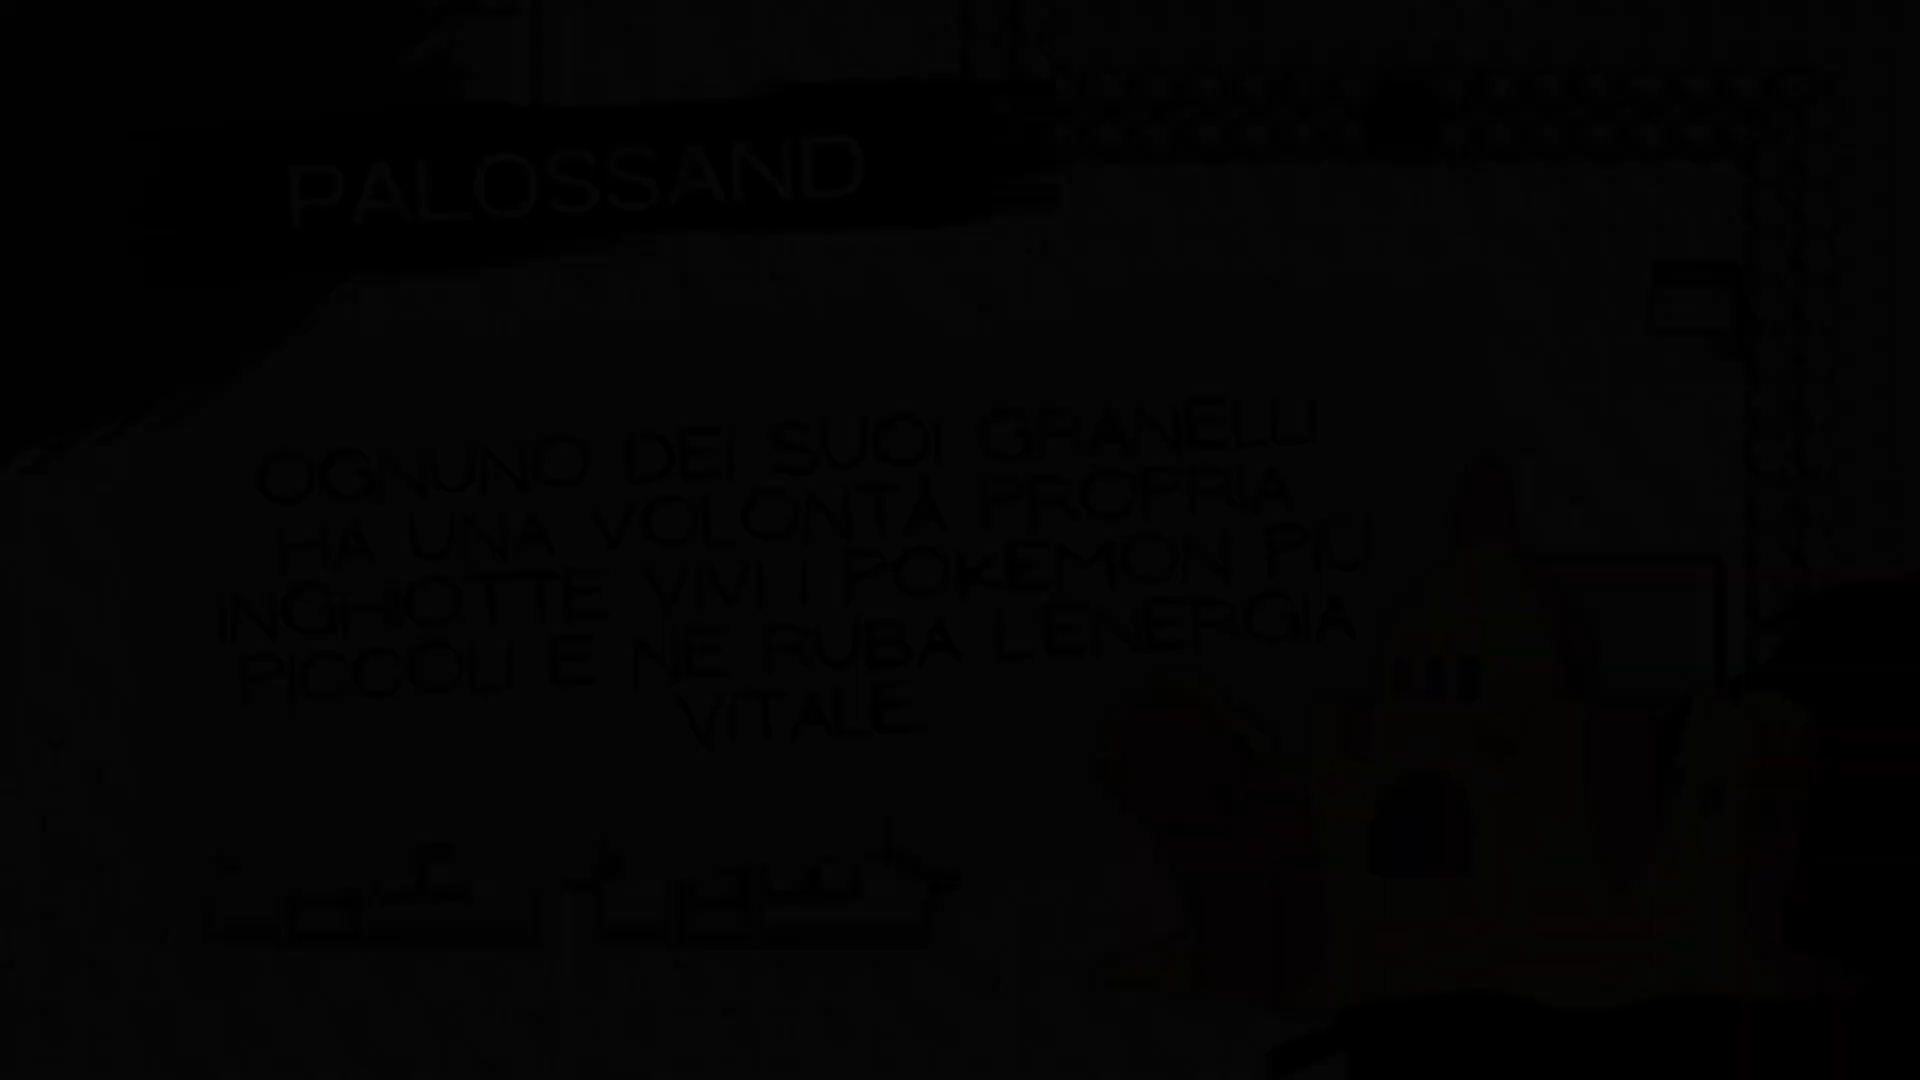 PALOSSAND
OGNUNO DEI SUOI GRANELLI
HA UNA VOLONTÀ PROPRIA
INGHIOTTE VIVI I POKÉMON PIÙ
PICCOLI E NE RUBA L'ENERGIA
VITALE